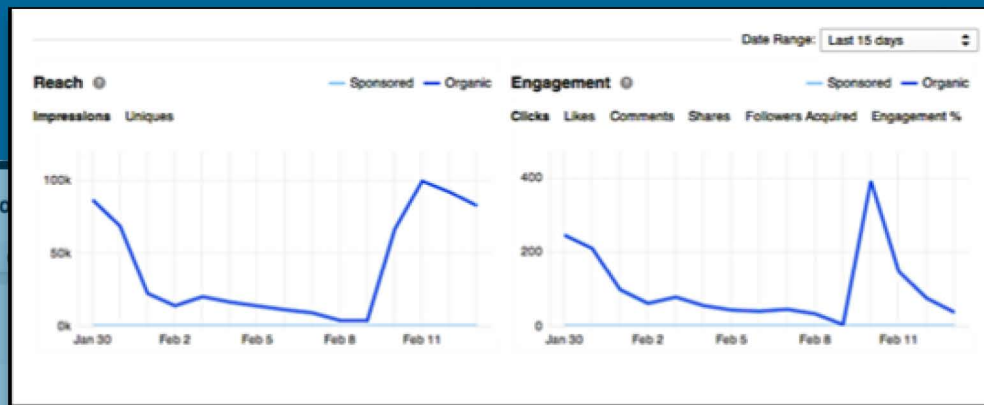 Date Range: Last 15 days
Reach
Sponsored Organic
Impressions Uniques
100k
50k
0k
Jan 30 Feb 2 Feb 5 Feb 8 Feb 11
Engagement
Sponsored Organic
Clicks Likes Comments Shares Followers Acquired Engagement %
400
200
0
Jan 30 Feb 2 Feb 5 Feb 8 Feb 11